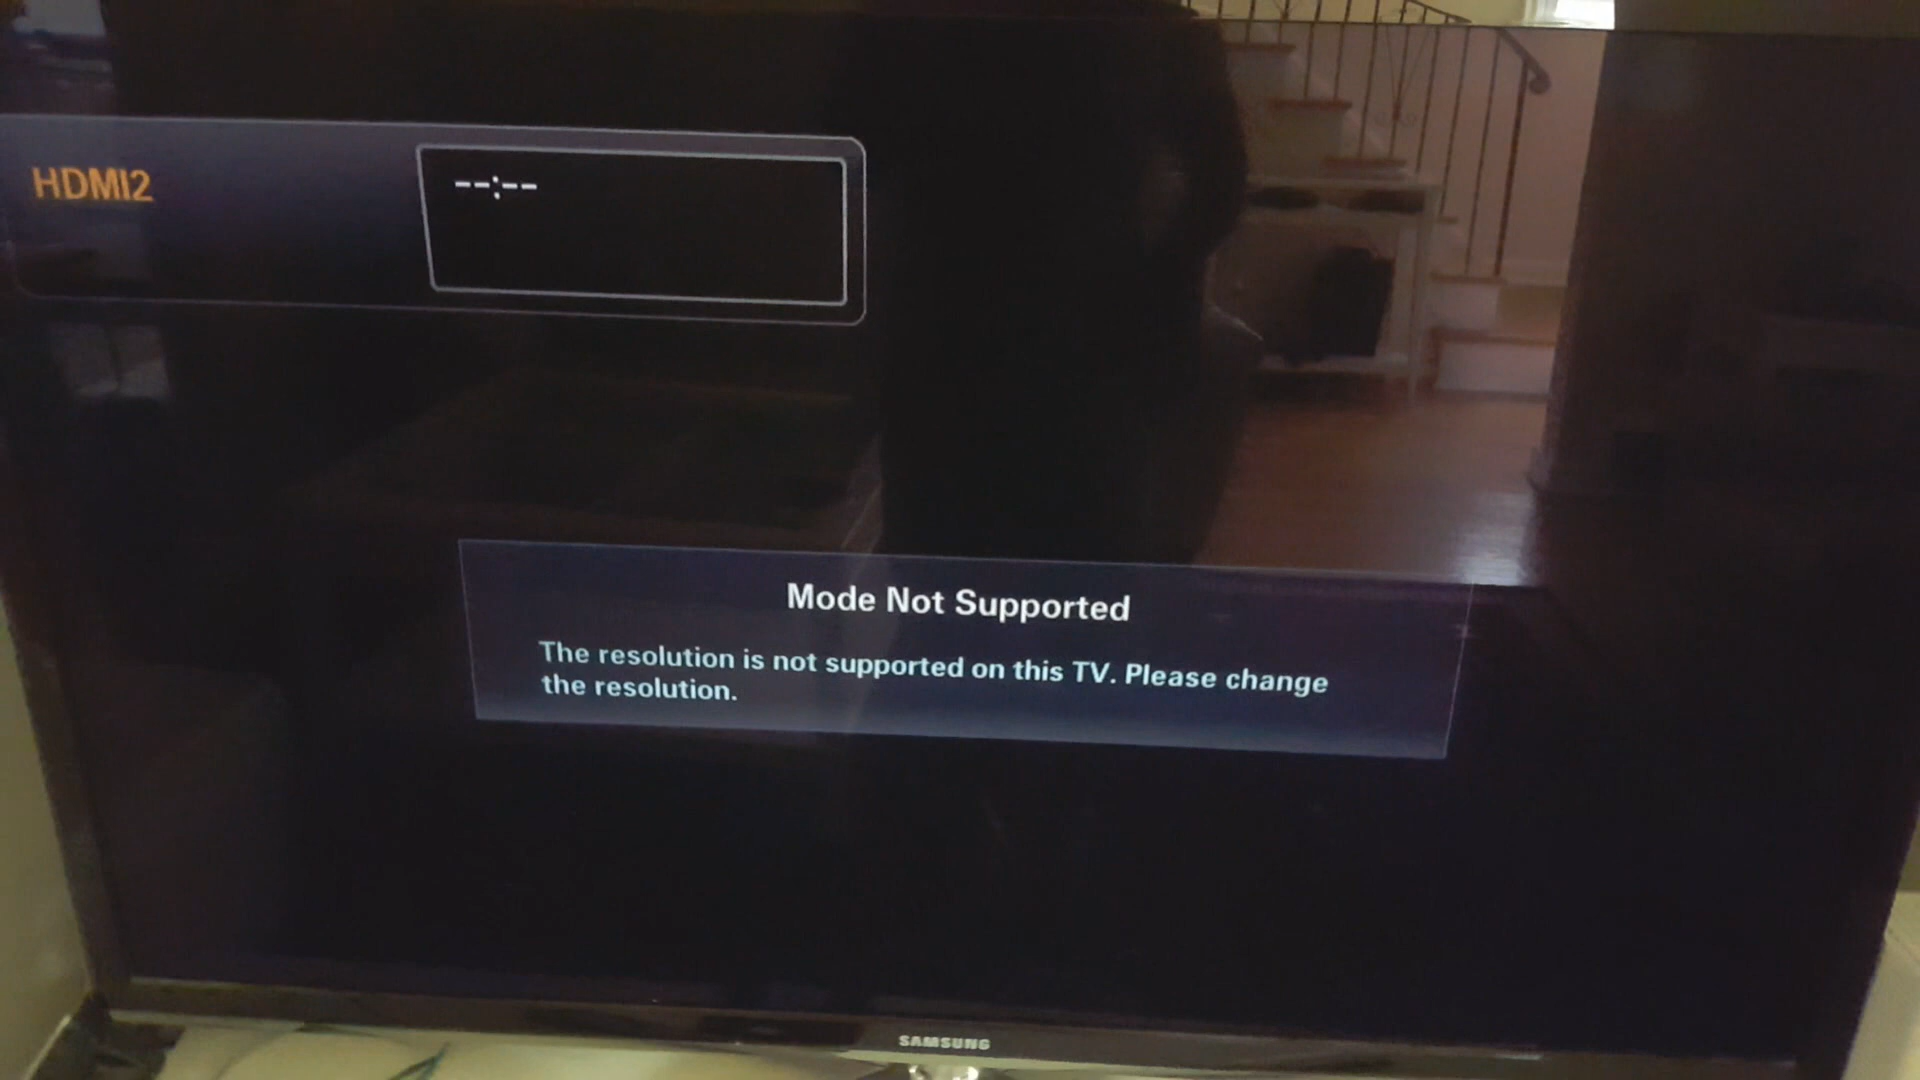 HDMI2
--:--
Mode Not Supported
The resolution is not supported on this TV. Please change
the resolution.
SAMSUNG